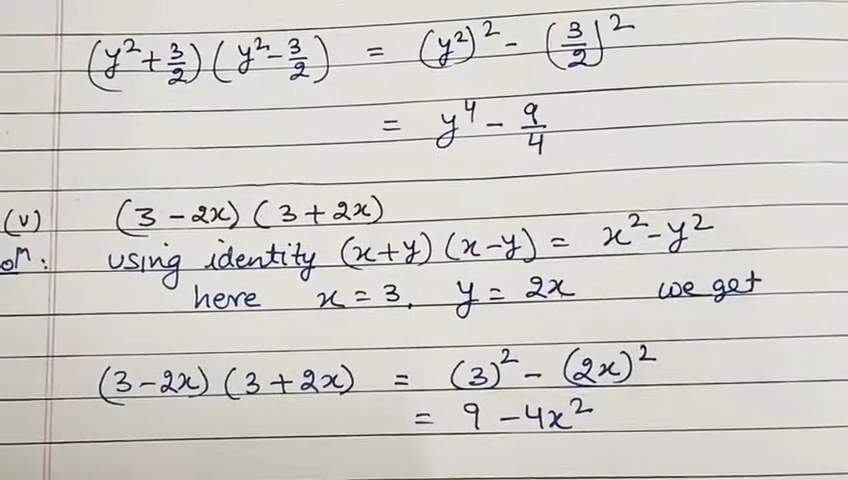 (y²+3/2)(y²-3/2) = (y²)² - (3/2)²
= y⁴ - 9/4
(v) (3-2x)(3+2x)
olⁿ: using identity (x+y)(x-y) = x²-y²
here x=3, y=2x we get
(3-2x)(3+2x) = (3)² - (2x)²
= 9 - 4x²